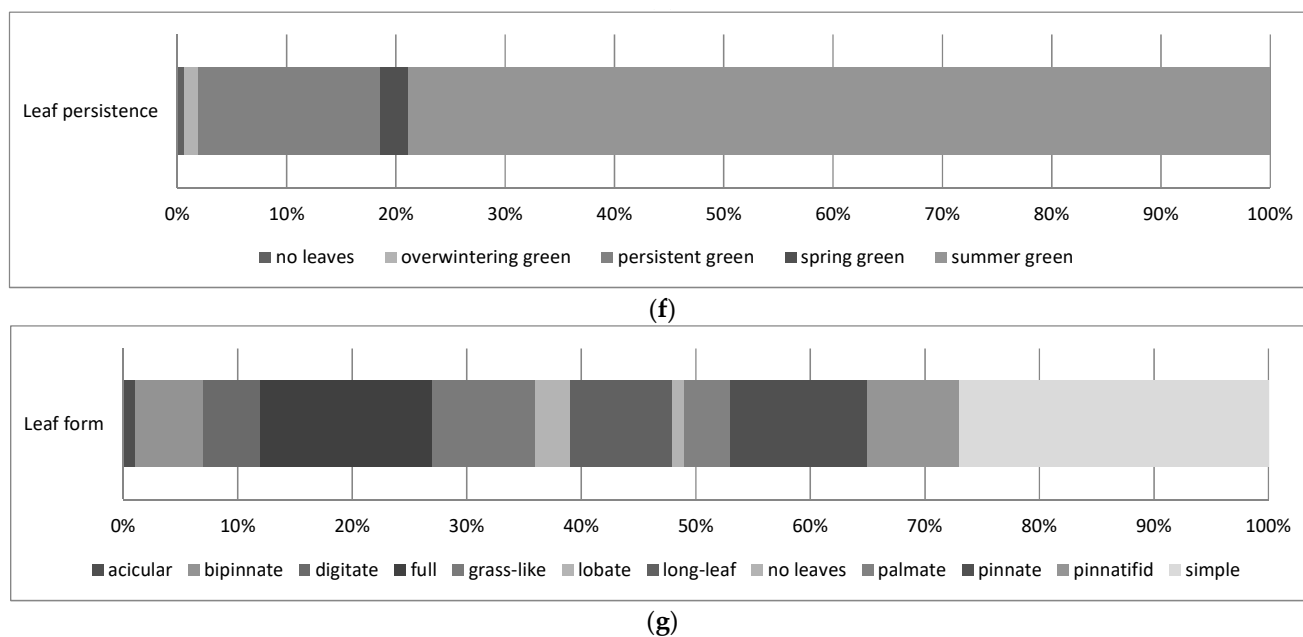 Leaf persistence
0% 10% 20% 30% 40% 50% 60% 70% 80% 90% 100%
no leaves overwintering green persistent green spring green summer green
(f)
Leaf form
0% 10% 20% 30% 40% 50% 60% 70% 80% 90% 100%
acicular bipinnate digitate full grass-like lobate long-leaf no leaves palmate pinnate pinnatifid simple
(g)